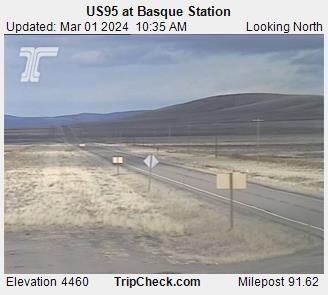 US95 at Basque Station
Updated: Mar 01 2024 10:35 AM Looking North
Elevation 4460 TripCheck.com Milepost 91.62